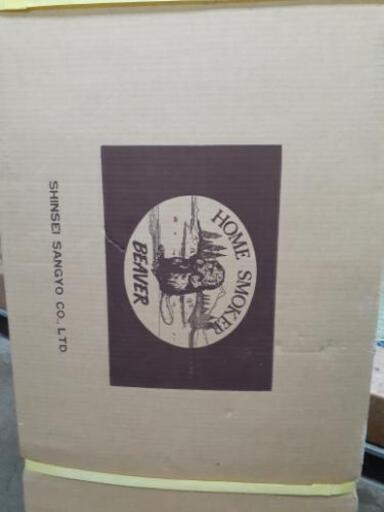 HOME SMOKER
BEAVER
SHINSEI SANGYO CO., LTD